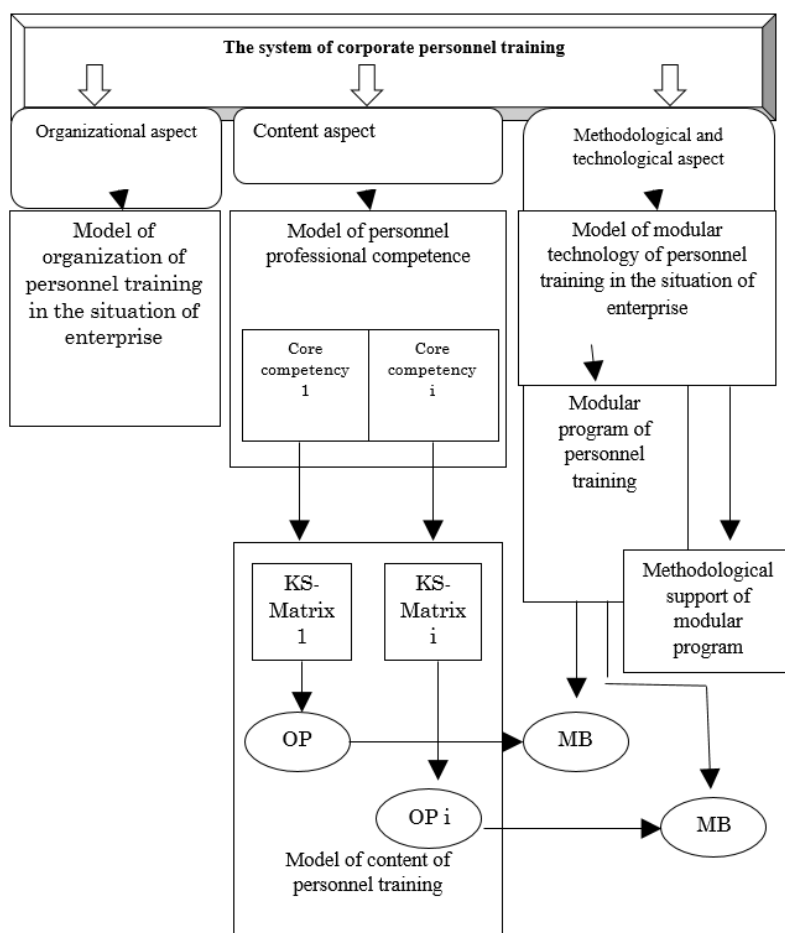 The system of corporate personnel training
Organizational aspect
Content aspect
Methodological and
technological aspect
Model of
organization of
personnel training
in the situation of
enterprise
Model of personnel
professional competence
Model of modular
technology of personnel
training in the situation of
enterprise
Core
competency
1
Core
competency
i
Modular
program of
personnel
training
KS-
Matrix
1
KS-
Matrix
i
Methodological
support of
modular
program
OP
MB
OP i
MB
Model of content of
personnel training